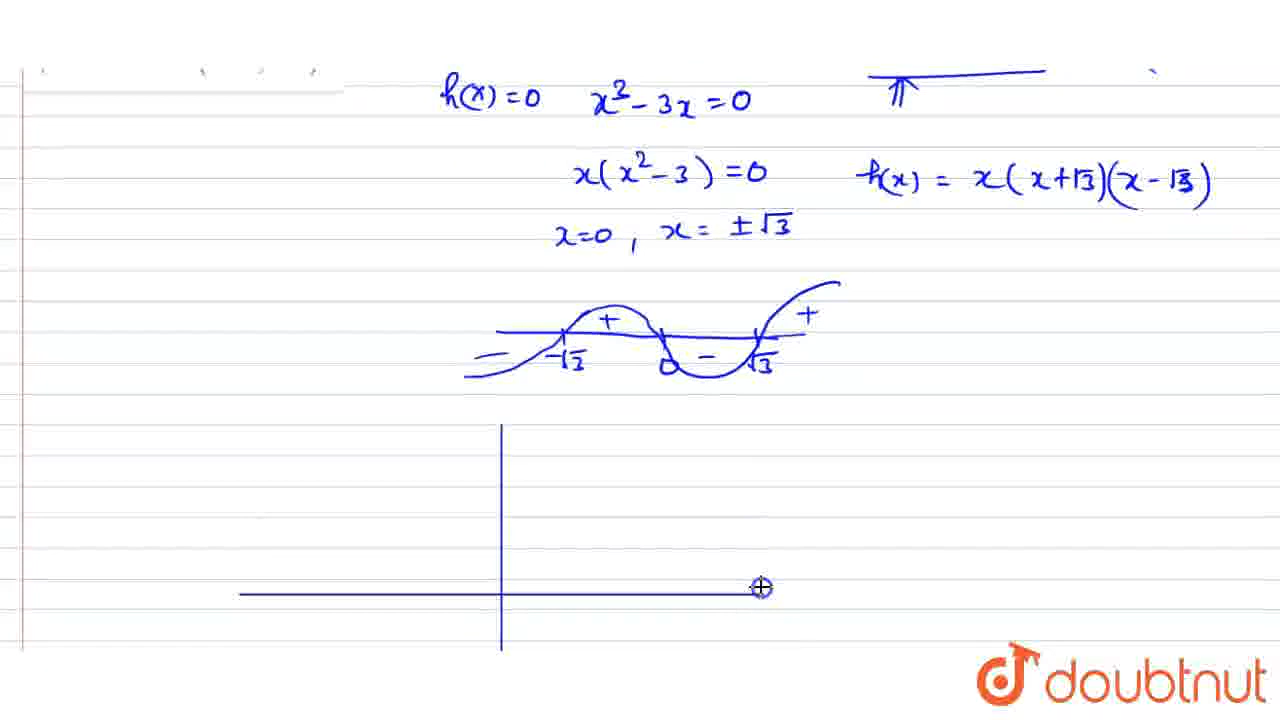 h(x) = 0 x³ - 3x = 0
x(x² - 3) = 0 h(x) = x(x+√3)(x-√3)
x=0, x = ±√3
+ +
- -√3 0 - √3
doubtnut